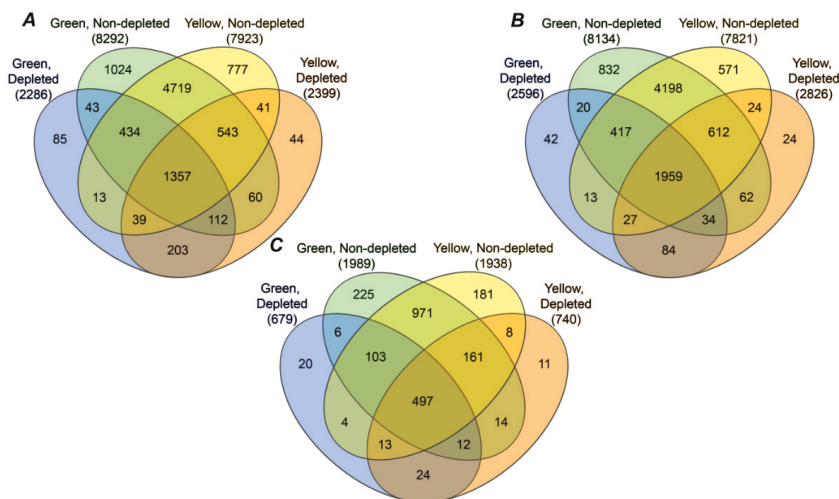 A
Green, Non-depleted
(8292)
Yellow, Non-depleted
(7923)
Green,
Depleted
(2286)
Yellow,
Depleted
(2399)
1024
777
4719
43
41
85
434
543
44
1357
13
60
39
112
203
B
Green, Non-depleted
(8134)
Yellow, Non-depleted
(7821)
Green,
Depleted
(2596)
Yellow,
Depleted
(2826)
832
571
4198
20
24
42
417
612
24
1959
13
62
27
34
84
C
Green, Non-depleted
(1989)
Yellow, Non-depleted
(1938)
Green,
Depleted
(679)
Yellow,
Depleted
(740)
225
181
971
6
8
20
103
161
11
497
4
14
13
12
24